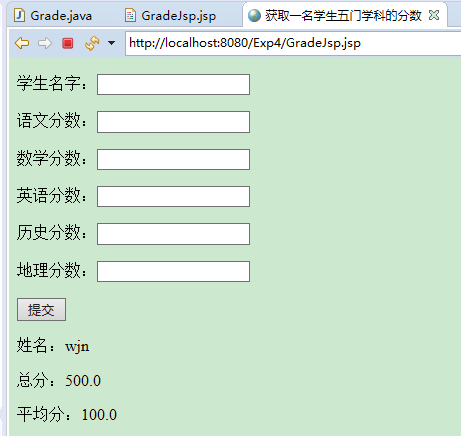 Grade.java GradeJsp.jsp 获取一名学生五门学科的分数
http://localhost:8080/Exp4/GradeJsp.jsp
学生名字：
语文分数：
数学分数：
英语分数：
历史分数：
地理分数：
提交
姓名：wjn
总分：500.0
平均分：100.0